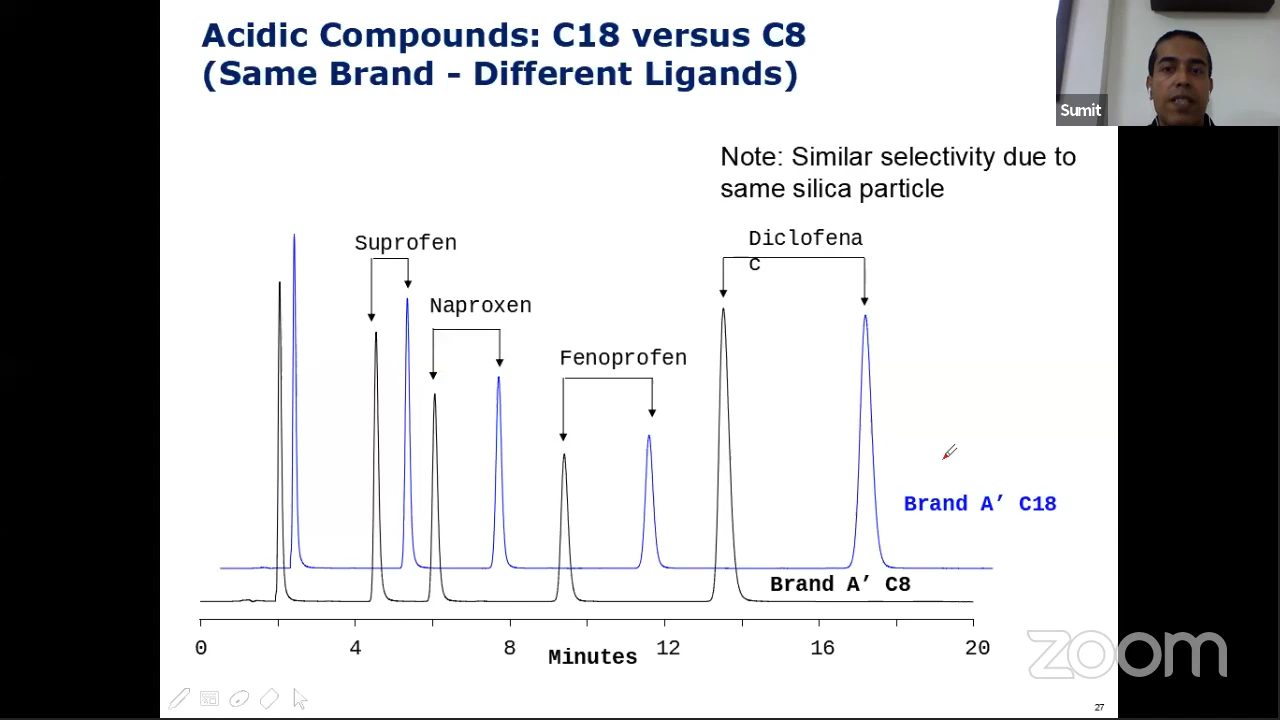 Acidic Compounds: C18 versus C8
(Same Brand - Different Ligands)
Sumit
Note: Similar selectivity due to
same silica particle
Suprofen
Diclofena
c
Naproxen
Fenoprofen
Brand A’ C18
Brand A’ C8
0 4 8 12 16 20
Minutes
zoom
27